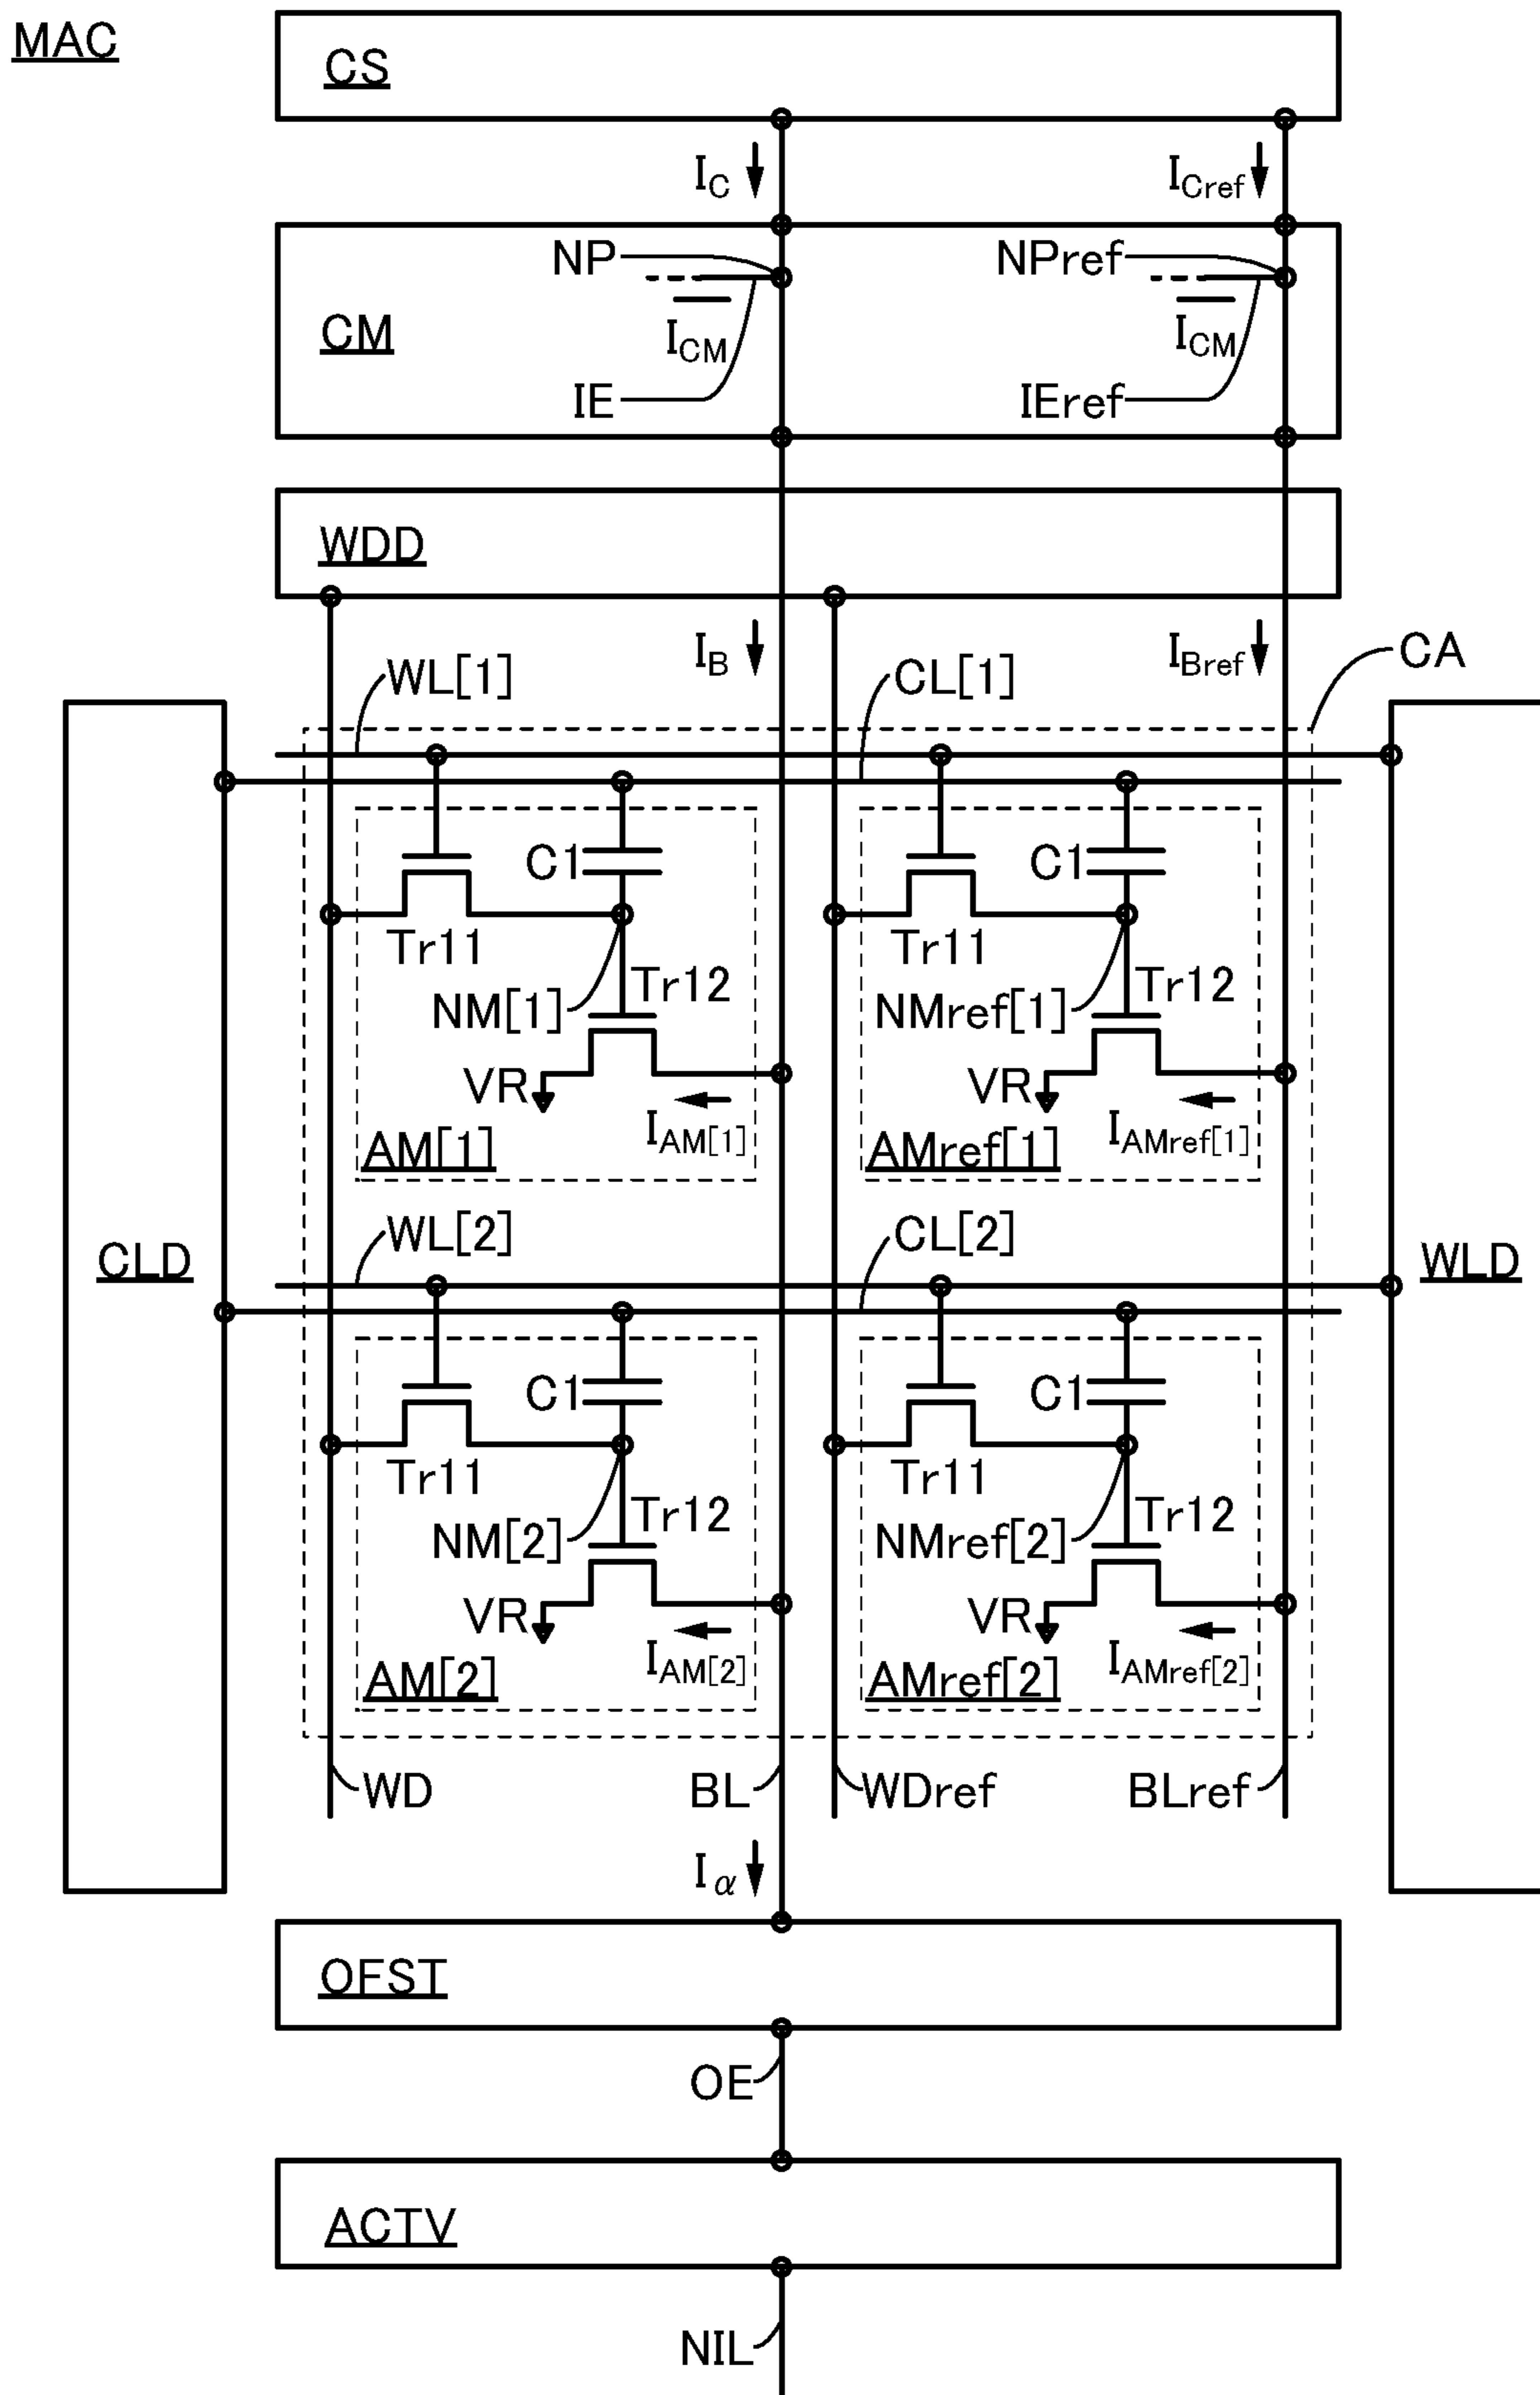 MAC
CS
I_C
I_Cref
NP
NPref
CM
I_CM
I_CM
IE
IEref
WDD
I_B
I_Bref
CA
WL[1]
CL[1]
C1
C1
Tr11
Tr11
Tr12
Tr12
NM[1]
NMref[1]
VR
VR
I_AM[1]
I_AMref[1]
AM[1]
AMref[1]
WL[2]
CL[2]
CLD
WLD
C1
C1
Tr11
Tr11
Tr12
Tr12
NM[2]
NMref[2]
VR
VR
I_AM[2]
I_AMref[2]
AM[2]
AMref[2]
WD
BL
WDref
BLref
I_α
OFST
OE
ACTV
NIL